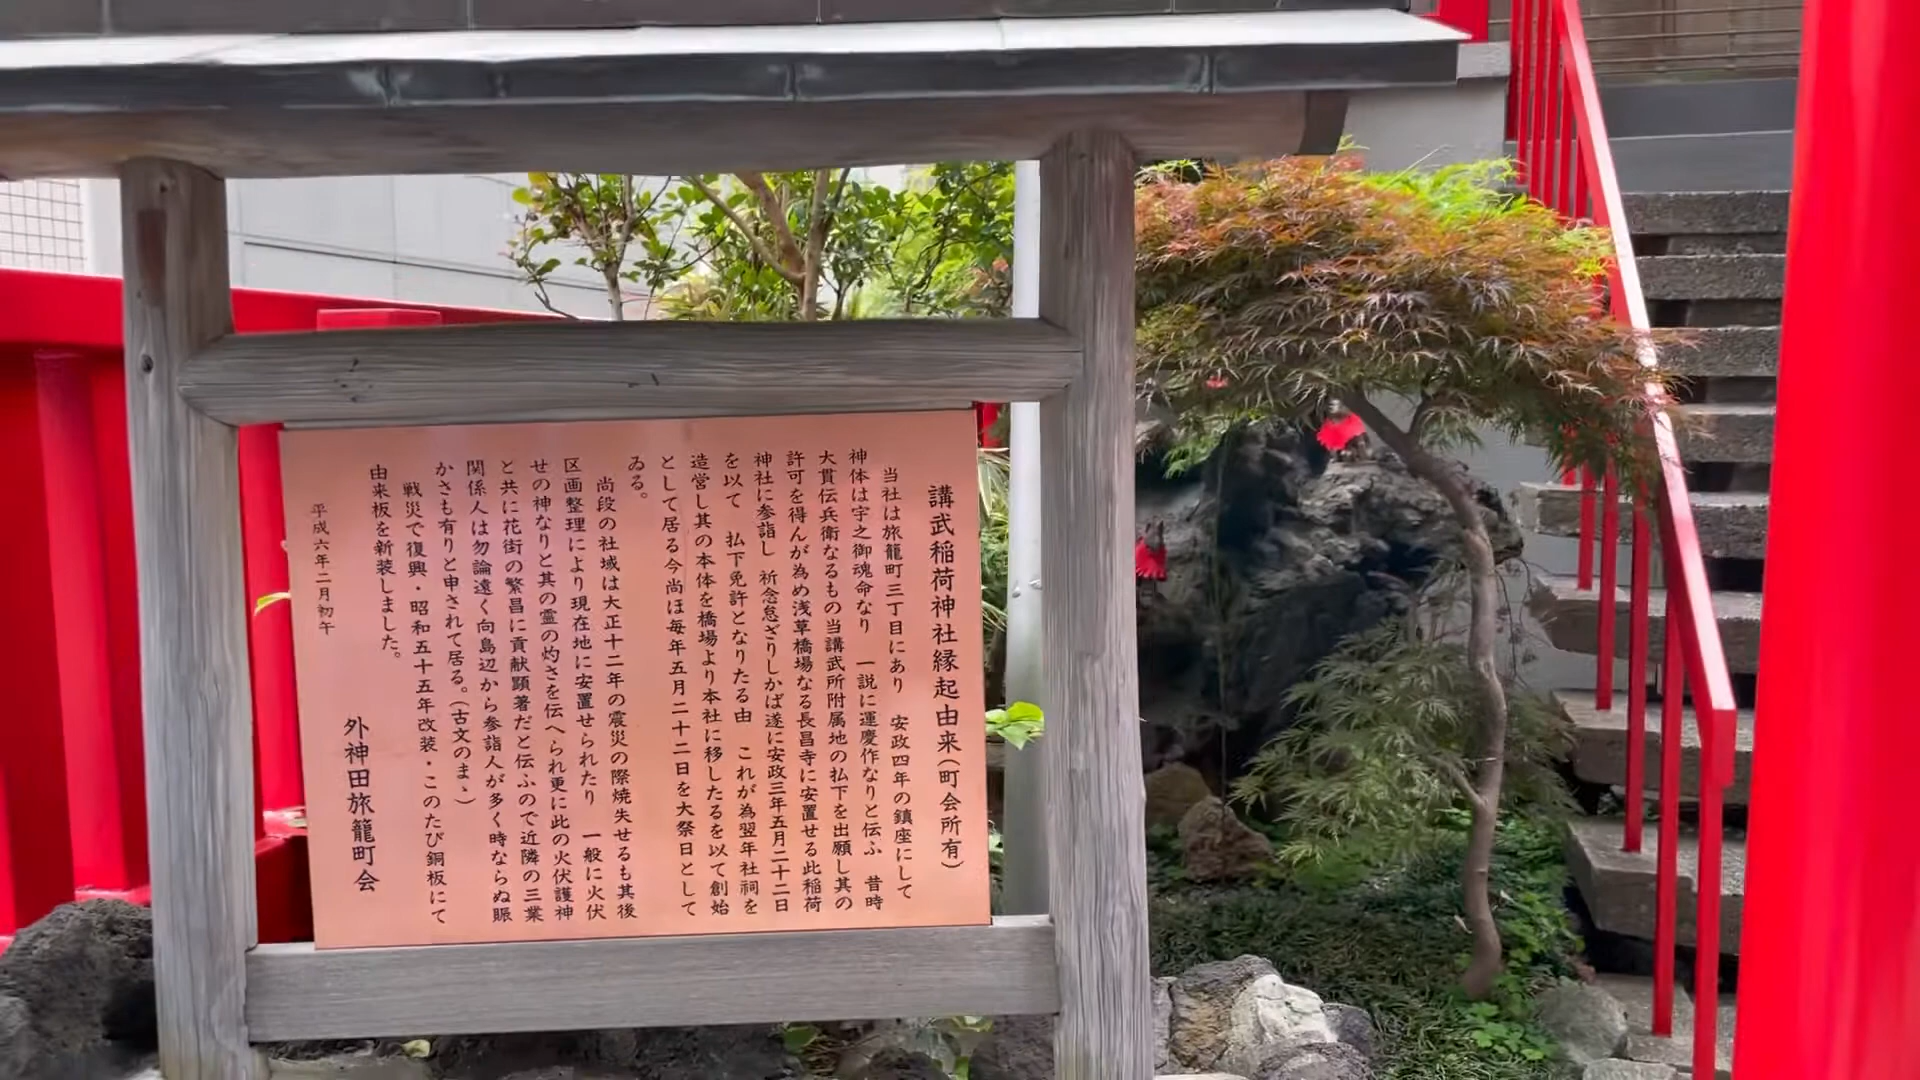 講武稲荷神社縁起由来(町会所有)
当社は旅籠町三丁目にあり 安政四年の鎮座にして
神体は宇之御魂命なり 一説に運慶作なりと伝ふ 昔時
大貫伝兵衛なるもの当講武所附属地の払下を出願し其の
許可を得んが為め浅草橋場なる長昌寺に安置せる此稲荷
神社に参詣し 祈念怠ざりしかば遂に安政三年五月二十二日
を以て 払下免許となりたる由 これが為翌年社祠を
造営し其の本体を橋場より本社に移したるを以て創始
として居る今尚ほ毎年五月二十二日を大祭日として
ゐる。
尚段の社域は大正十二年の震災の際焼失せるも其後
区画整理により現在地に安置せられたり 一般に火伏
せの神なりと其の霊の灼さを伝へられ更に此の火伏護神
と共に花街の繁昌に貢献顕著だと伝ふので近隣の三業
関係人は勿論遠く向島辺から参詣人が多く時ならぬ賑
かさも有りと申されて居る。(古文のまゝ)
戦災で復興・昭和五十五年改装・このたび銅板にて
由来板を新装しました。
外神田旅籠町会
平成六年二月初午